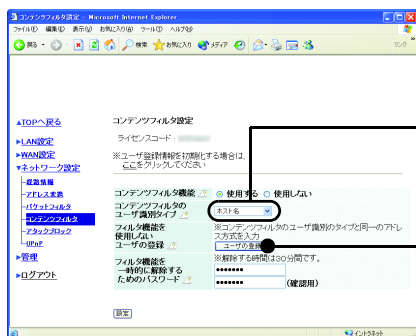 コンテンツフィルタ設定 - Microsoft Internet Explorer
ファイル(F) 編集(E) 表示(V) お気に入り(A) ツール(T) ヘルプ(H)
戻る 検索 お気に入り メディア リンク
▲TOPへ戻る
▶LAN設定
▶WAN設定
▼ネットワーク設定
経路情報
アドレス変換
パケットフィルタ
コンテンツフィルタ
アタックブロック
UPnP
▶管理
▶ログアウト
コンテンツフィルタ設定
ライセンスコード：
※ユーザ登録情報を初期化する場合は、
ここをクリックしてください
コンテンツフィルタ機能 使用する 使用しない
コンテンツフィルタの
ユーザ識別タイプ ホスト名
フィルタ機能を
使用しない
ユーザの登録
※コンテンツフィルタのユーザ識別のタイプと同一のアドレ
ス方式を入力
ユーザの登録
フィルタ機能を
一時的に解除する
ためのパスワード
※解除する時間は30分間です。
●●●●●●●
●●●●●●● (確認用)
設定
イントラネット